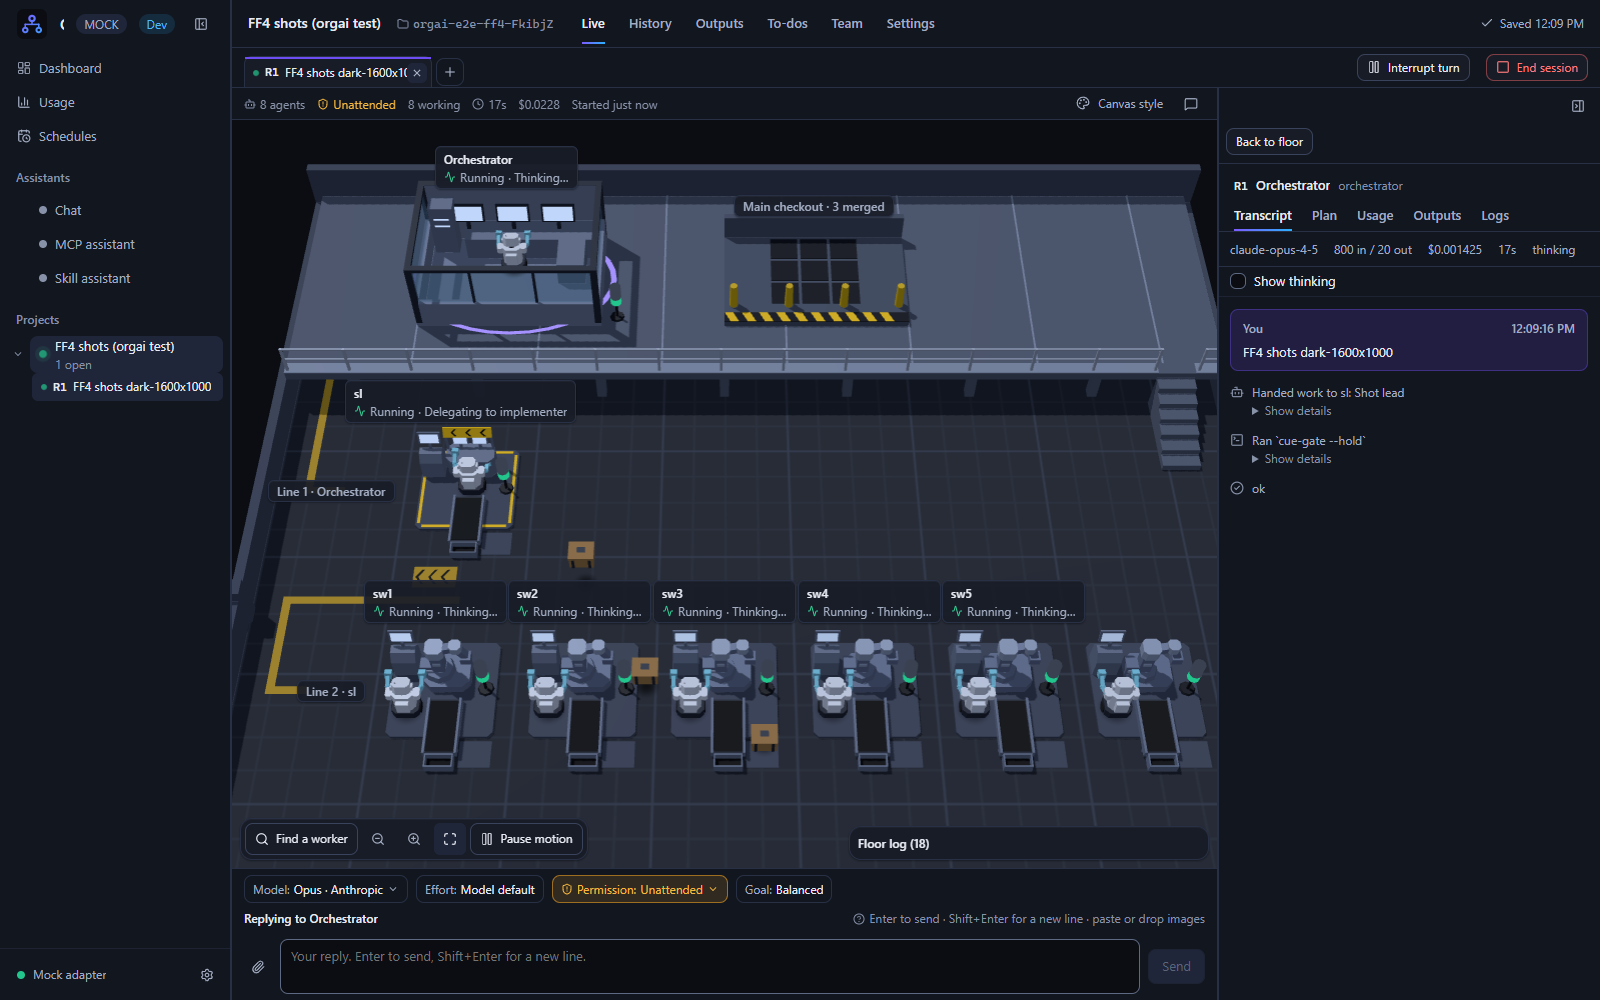 MOCK
Dev
Dashboard
Usage
Schedules
Assistants
Chat
MCP assistant
Skill assistant
Projects
FF4 shots (orgai test)
1 open
R1 FF4 shots dark-1600x1000
Mock adapter
FF4 shots (orgai test)
orgai-e2e-ff4-FkibjZ
Live
History
Outputs
To-dos
Team
Settings
Saved 12:09 PM
R1 FF4 shots dark-1600x10
Interrupt turn
End session
8 agents
Unattended
8 working
17s
$0.0228
Started just now
Canvas style
Orchestrator
Running · Thinking...
Main checkout · 3 merged
sl
Running · Delegating to implementer
Line 1 · Orchestrator
sw1
Running · Thinking...
sw2
Running · Thinking...
sw3
Running · Thinking...
sw4
Running · Thinking...
sw5
Running · Thinking...
Line 2 · sl
Find a worker
Pause motion
Floor log (18)
Model: Opus · Anthropic
Effort: Model default
Permission: Unattended
Goal: Balanced
Replying to Orchestrator
Enter to send · Shift+Enter for a new line · paste or drop images
Your reply. Enter to send, Shift+Enter for a new line.
Send
Back to floor
R1 Orchestrator orchestrator
Transcript
Plan
Usage
Outputs
Logs
claude-opus-4-5
800 in / 20 out
$0.001425
17s
thinking
Show thinking
You
12:09:16 PM
FF4 shots dark-1600x1000
Handed work to sl: Shot lead
Show details
Ran `cue-gate --hold`
Show details
ok